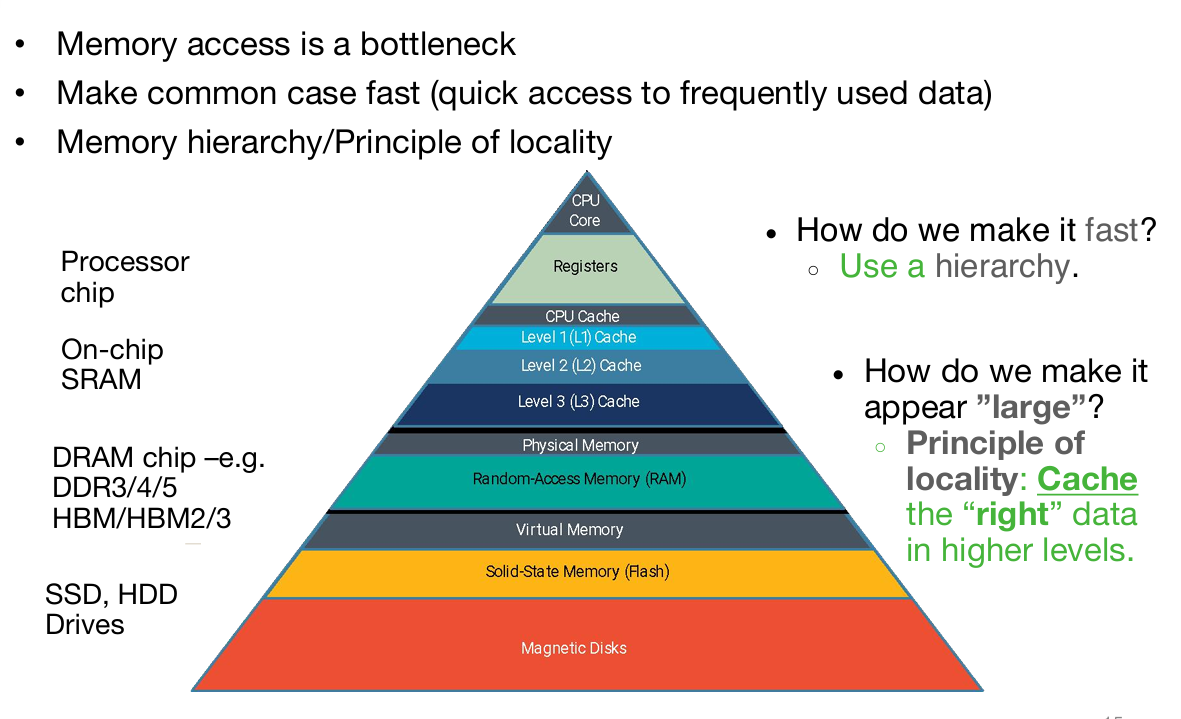 • Memory access is a bottleneck
• Make common case fast (quick access to frequently used data)
• Memory hierarchy/Principle of locality
CPU
Core
Registers
CPU Cache
Level 1 (L1) Cache
Level 2 (L2) Cache
Level 3 (L3) Cache
Physical Memory
Random-Access Memory (RAM)
Virtual Memory
Solid-State Memory (Flash)
Magnetic Disks
Processor
chip
On-chip
SRAM
DRAM chip –e.g.
DDR3/4/5
HBM/HBM2/3
SSD, HDD
Drives
• How do we make it fast?
○ Use a hierarchy.
• How do we make it
appear ”large”?
○ Principle of
locality: Cache
the “right” data
in higher levels.